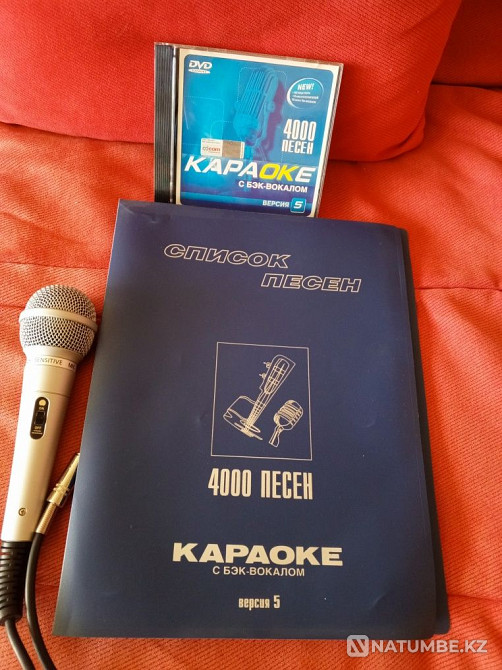 DVD
NEW!
4000
ПЕСЕН
КАРАОКЕ
С БЭК-ВОКАЛОМ
ВЕРСИЯ 5
СПИСОК
ПЕСЕН
4000 ПЕСЕН
КАРАОКЕ
С БЭК-ВОКАЛОМ
версия 5
NATUMBE.KZ